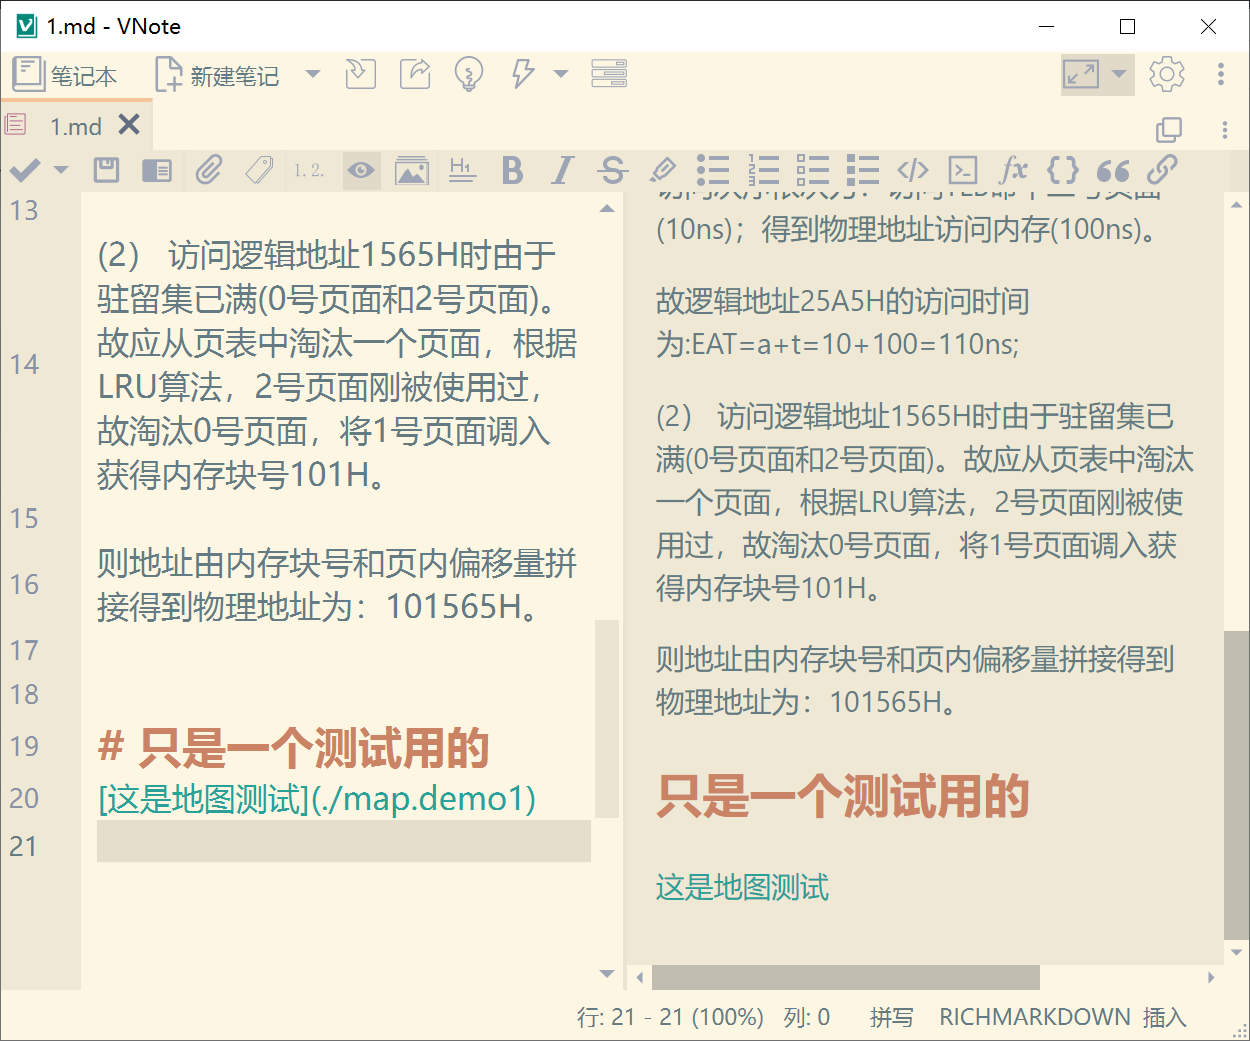 1.md - VNote
笔记本
新建笔记
1.md
1. 2.
H1
B I S
</>
fx
{}
13
(2） 访问逻辑地址1565H时由于
驻留集已满(0号页面和2号页面)。
14
故应从页表中淘汰一个页面，根据
LRU算法，2号页面刚被使用过，
故淘汰0号页面，将1号页面调入
获得内存块号101H。
15
16
则地址由内存块号和页内偏移量拼
接得到物理地址为：101565H。
17
18
19
# 只是一个测试用的
20
[这是地图测试](./map.demo1)
21
(10ns)；得到物理地址访问内存(100ns)。
故逻辑地址25A5H的访问时间
为:EAT=a+t=10+100=110ns;
(2） 访问逻辑地址1565H时由于驻留集已
满(0号页面和2号页面)。故应从页表中淘汰
一个页面，根据LRU算法，2号页面刚被使
用过，故淘汰0号页面，将1号页面调入获
得内存块号101H。
则地址由内存块号和页内偏移量拼接得到
物理地址为：101565H。
只是一个测试用的
这是地图测试
行: 21 - 21 (100%) 列: 0 拼写 RICHMARKDOWN 插入